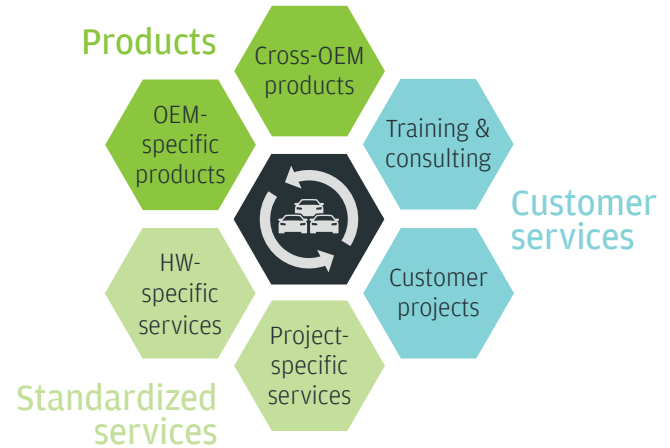 Products
Cross-OEM
products
OEM-
specific
products
Training &
consulting
Customer
services
HW-
specific
services
Customer
projects
Project-
specific
services
Standardized
services